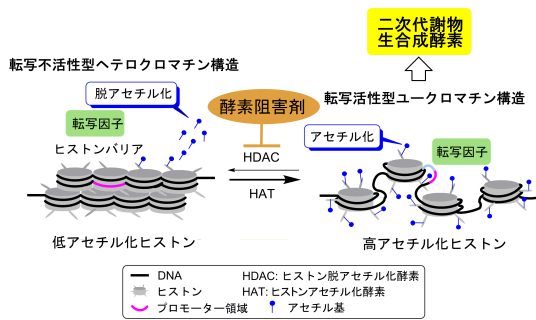 二次代謝物
生合成酵素
転写不活性型ヘテロクロマチン構造
転写活性型ユークロマチン構造
脱アセチル化
酵素阻害剤
アセチル化
転写因子
転写因子
ヒストンバリア
HDAC
HAT
低アセチル化ヒストン
高アセチル化ヒストン
DNA
HDAC: ヒストン脱アセチル化酵素
ヒストン
HAT: ヒストンアセチル化酵素
プロモーター領域
アセチル基